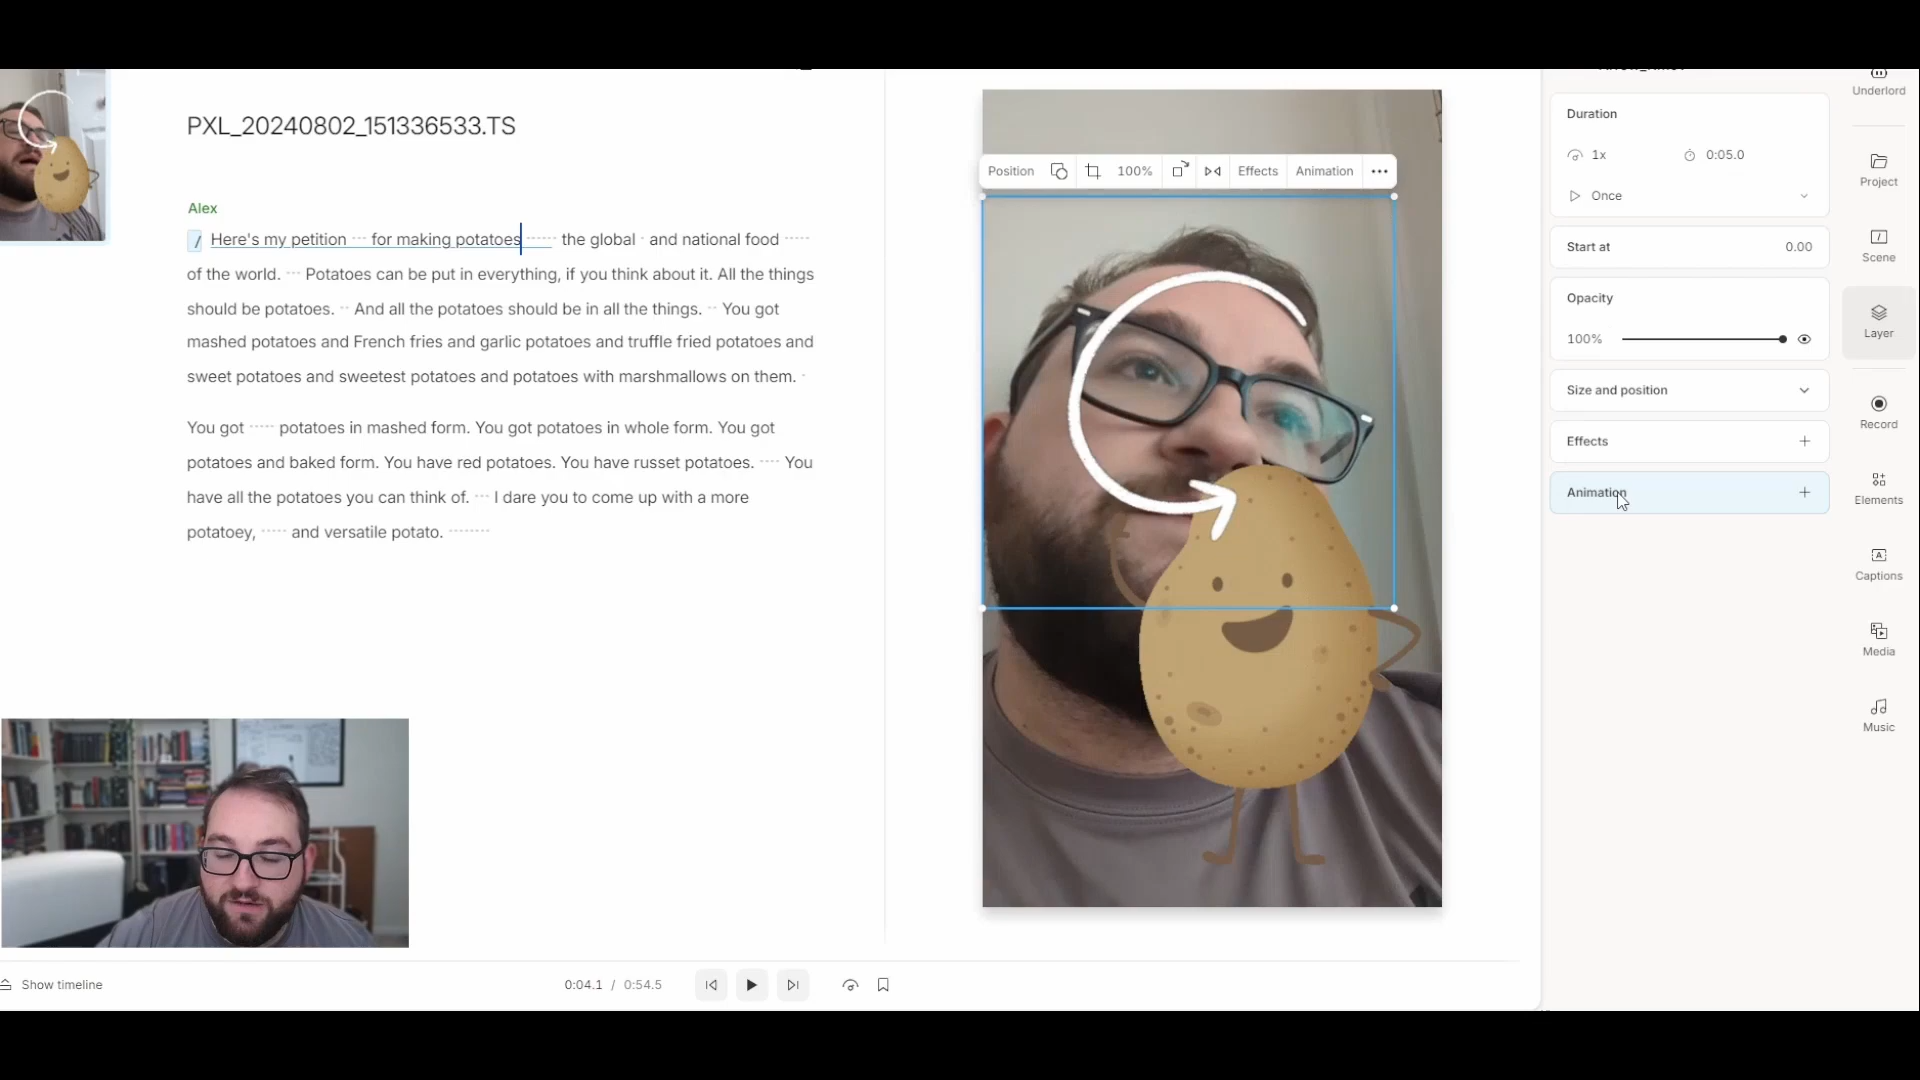 PXL_20240802_151336533.TS
Alex
/ Here's my petition for making potatoes the global and national food
of the world. Potatoes can be put in everything, if you think about it. All the things
should be potatoes. And all the potatoes should be in all the things. You got
mashed potatoes and French fries and garlic potatoes and truffle fried potatoes and
sweet potatoes and sweetest potatoes and potatoes with marshmallows on them.
You got potatoes in mashed form. You got potatoes in whole form. You got
potatoes and baked form. You have red potatoes. You have russet potatoes. You
have all the potatoes you can think of. I dare you to come up with a more
potatoey, and versatile potato.
Show timeline
0:04.1 / 0:54.5
Position
100%
Effects
Animation
Duration
1x
0:05.0
Once
Start at
0.00
Opacity
100%
Size and position
Effects
Animation
Underlord
Project
Scene
Layer
Record
Elements
Captions
Media
Music